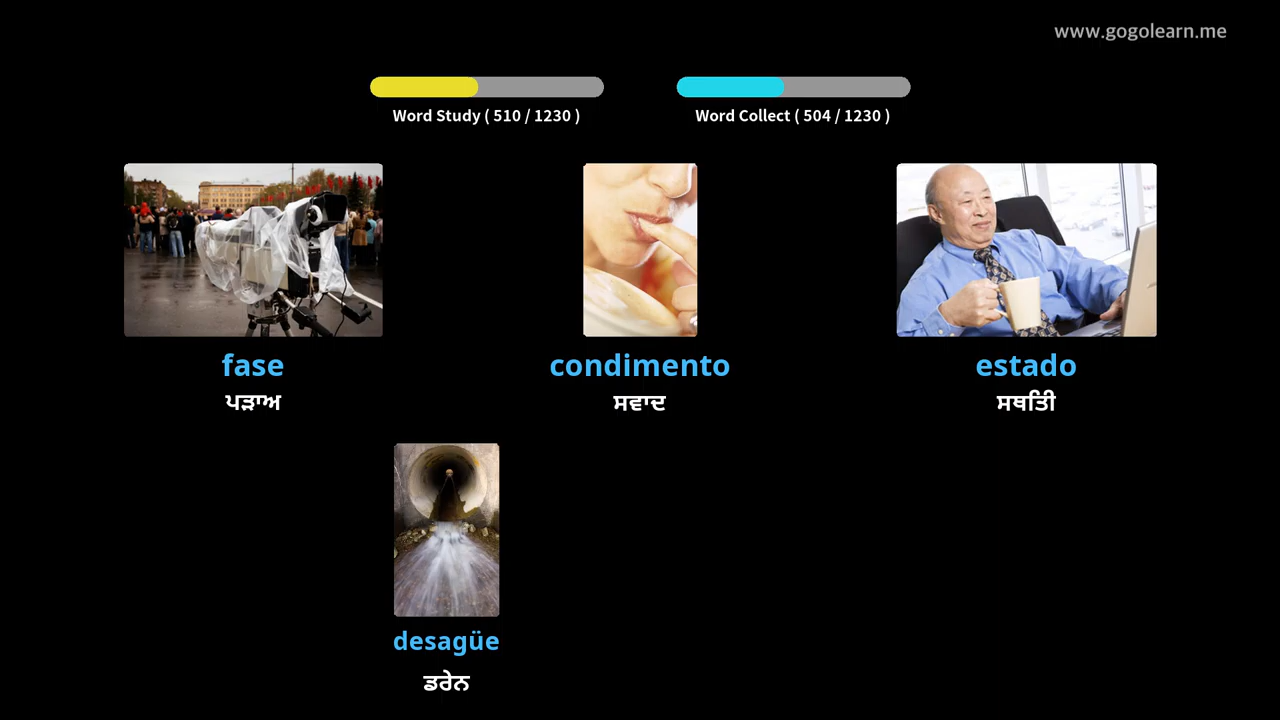 www.gogolearn.me
Word Study ( 510 / 1230 )
Word Collect ( 504 / 1230 )
fase
condimento
estado
ਪੜਾਅ
ਸਵਾਦ
ਸਥਤੀਿ
desagüe
ਡਰੇਨ